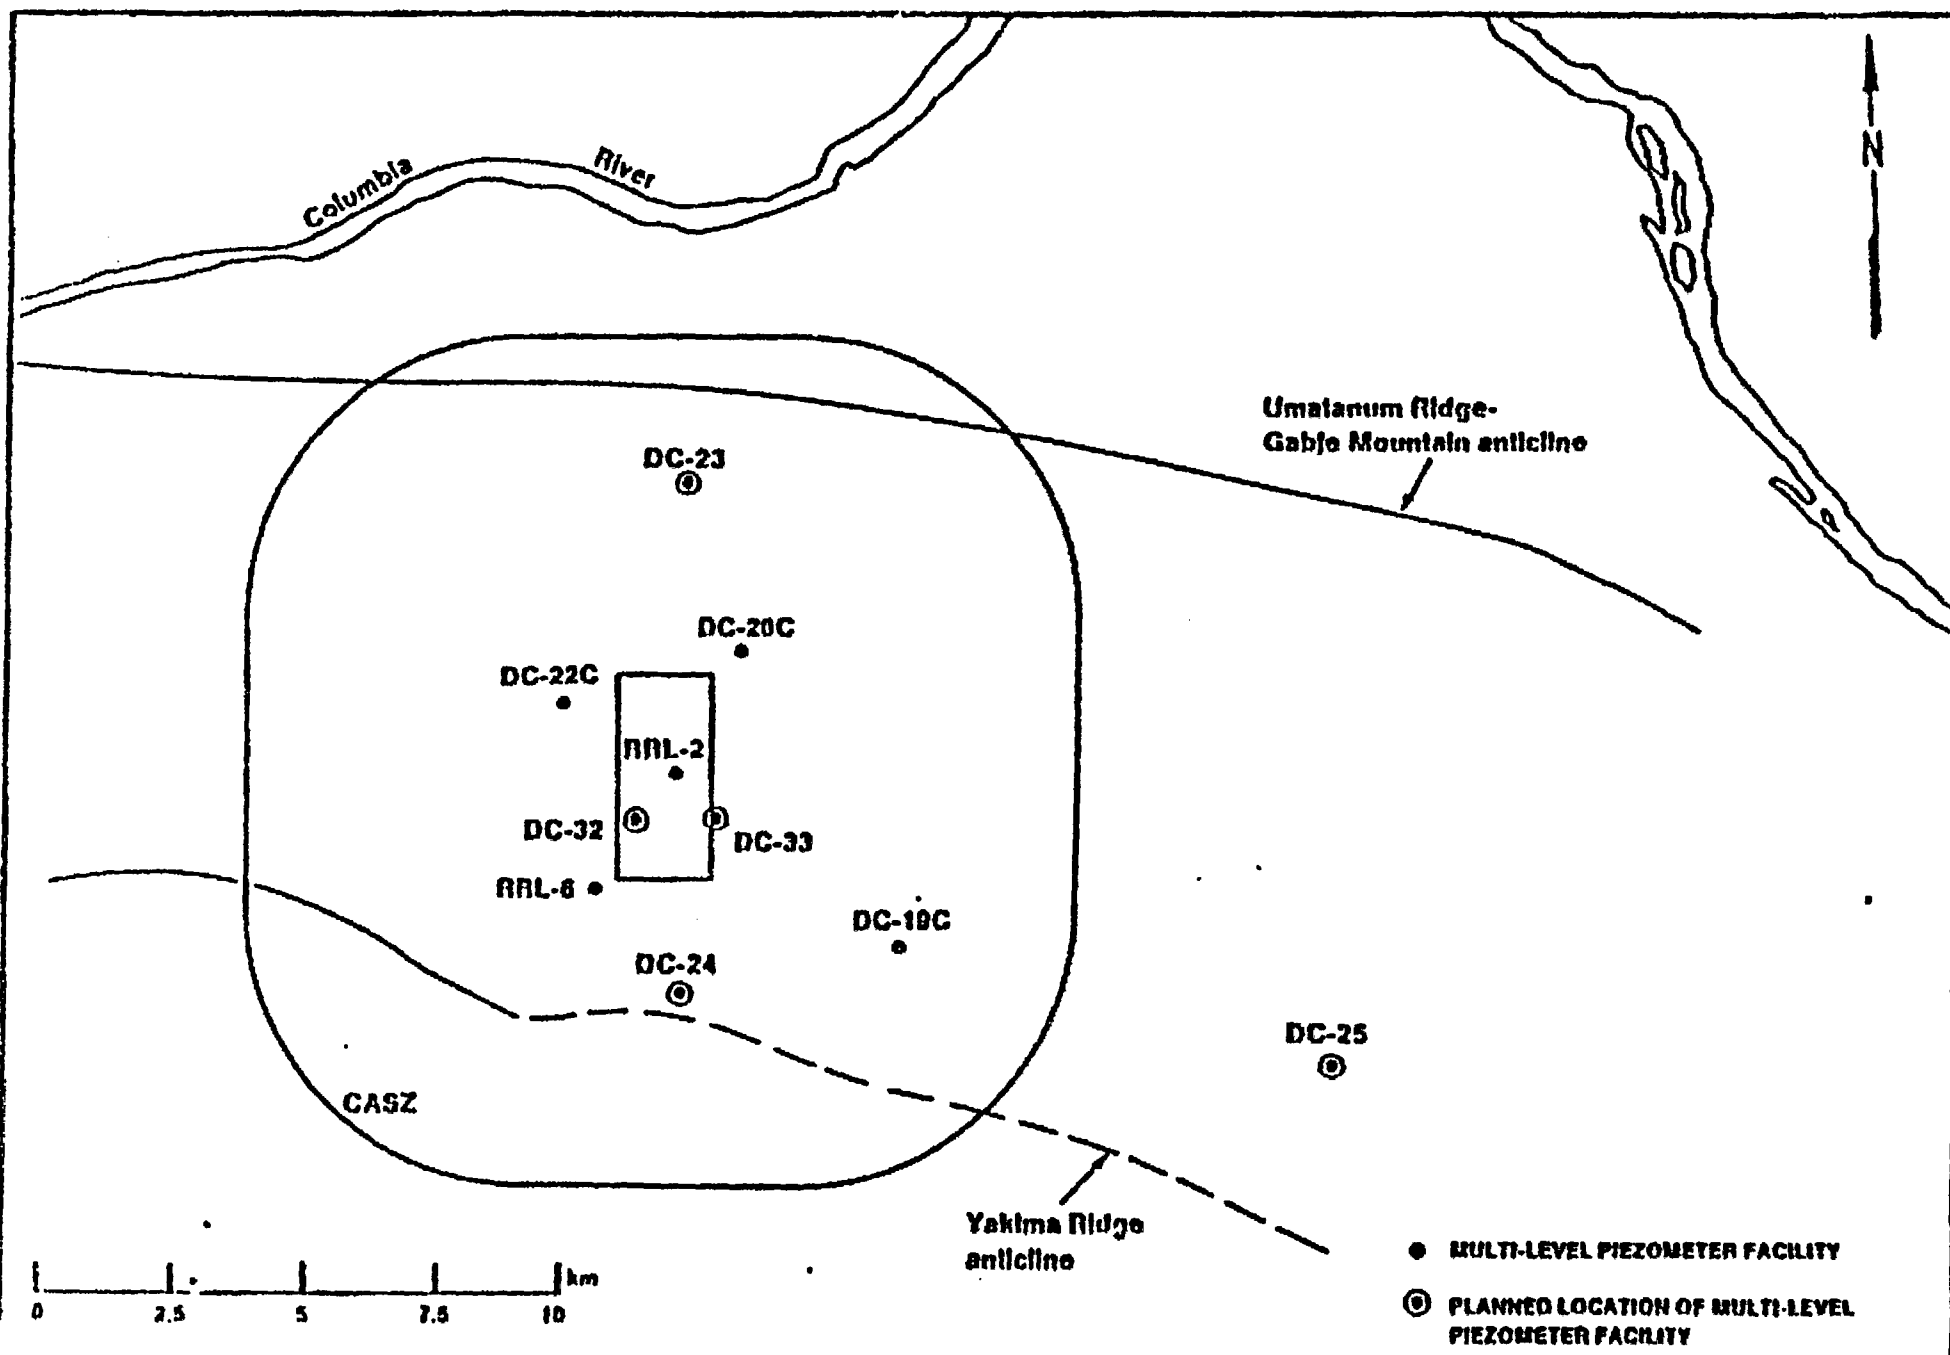 Columbia River
N
Umatanum Ridge-
Gable Mountain anticline
DC-23
DC-20C
DC-22C
RRL-2
DC-32
DC-33
RRL-6
DC-19C
DC-24
DC-25
CASZ
Yakima Ridge
anticline
km
0 2.5 5 7.5 10
MULTI-LEVEL PIEZOMETER FACILITY
PLANNED LOCATION OF MULTI-LEVEL
PIEZOMETER FACILITY